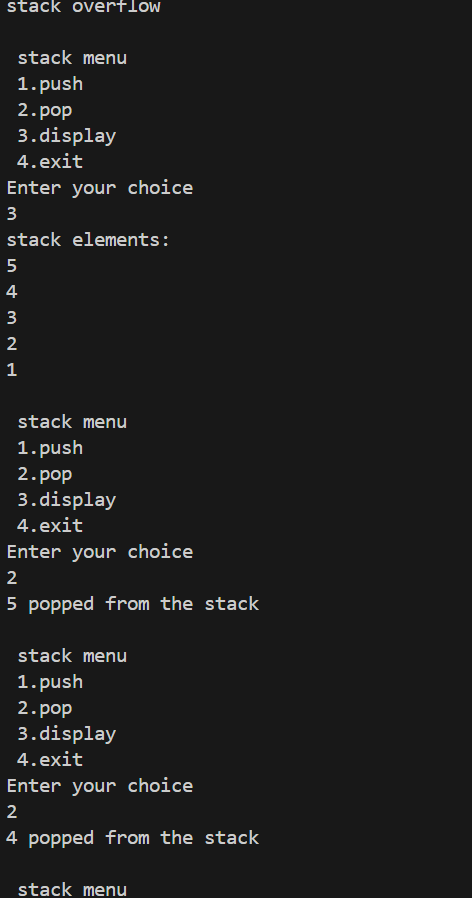 stack overflow

 stack menu
 1.push
 2.pop
 3.display
 4.exit
Enter your choice
3
stack elements:
5
4
3
2
1

 stack menu
 1.push
 2.pop
 3.display
 4.exit
Enter your choice
2
5 popped from the stack

 stack menu
 1.push
 2.pop
 3.display
 4.exit
Enter your choice
2
4 popped from the stack

 stack menu